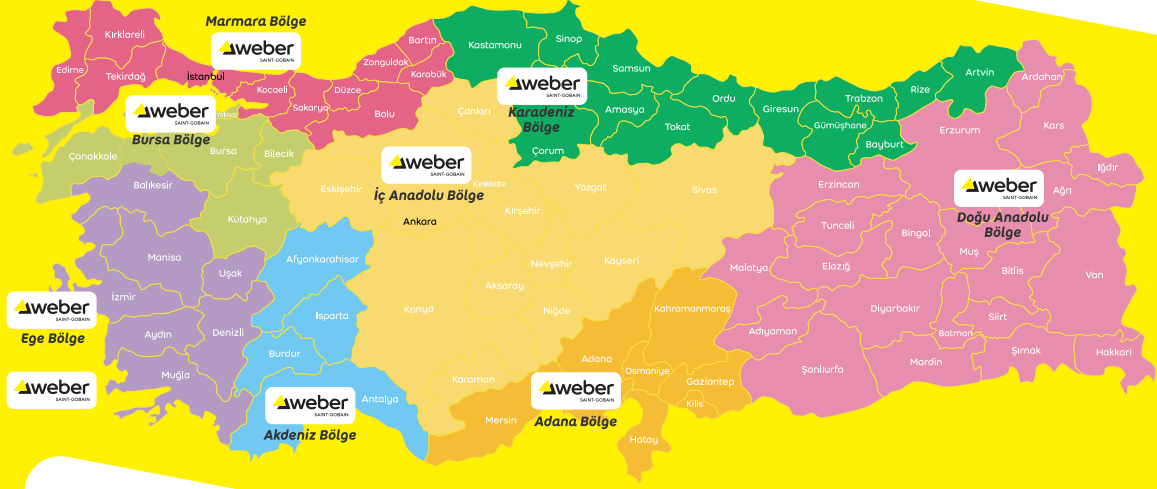 Marmara Bölge
weber
SAINT-GOBAIN
Kırklareli
Edirne
Tekirdağ
İstanbul
Kocaeli
Sakarya
Düzce
Bolu
Zonguldak
Bartın
Karabük
weber
SAINT-GOBAIN
Bursa Bölge
Çanakkale
Bursa
Bilecik
Kütahya
Kastamonu
Sinop
Samsun
weber
SAINT-GOBAIN
Karadeniz
Bölge
Çorum
Amasya
Tokat
Ordu
Giresun
Gümüşhane
Trabzon
Bayburt
Rize
Artvin
Çankırı
weber
SAINT-GOBAIN
İç Anadolu Bölge
Ankara
Eskişehir
Kırıkkale
Kırşehir
Yozgat
Sivas
Nevşehir
Kayseri
Aksaray
Niğde
Konya
Karaman
Ardahan
Kars
Erzurum
Iğdır
Ağrı
weber
SAINT-GOBAIN
Doğu Anadolu
Bölge
Erzincan
Tunceli
Bingöl
Muş
Bitlis
Van
Malatya
Elazığ
Diyarbakır
Batman
Siirt
Adıyaman
Şanlıurfa
Mardin
Şırnak
Hakkari
Balıkesir
Manisa
Uşak
İzmir
Aydın
Denizli
Muğla
weber
SAINT-GOBAIN
Ege Bölge
weber
SAINT-GOBAIN
Afyonkarahisar
Isparta
Burdur
Antalya
weber
SAINT-GOBAIN
Akdeniz Bölge
Kahramanmaraş
Adana
Osmaniye
Gaziantep
Kilis
Mersin
Hatay
weber
SAINT-GOBAIN
Adana Bölge